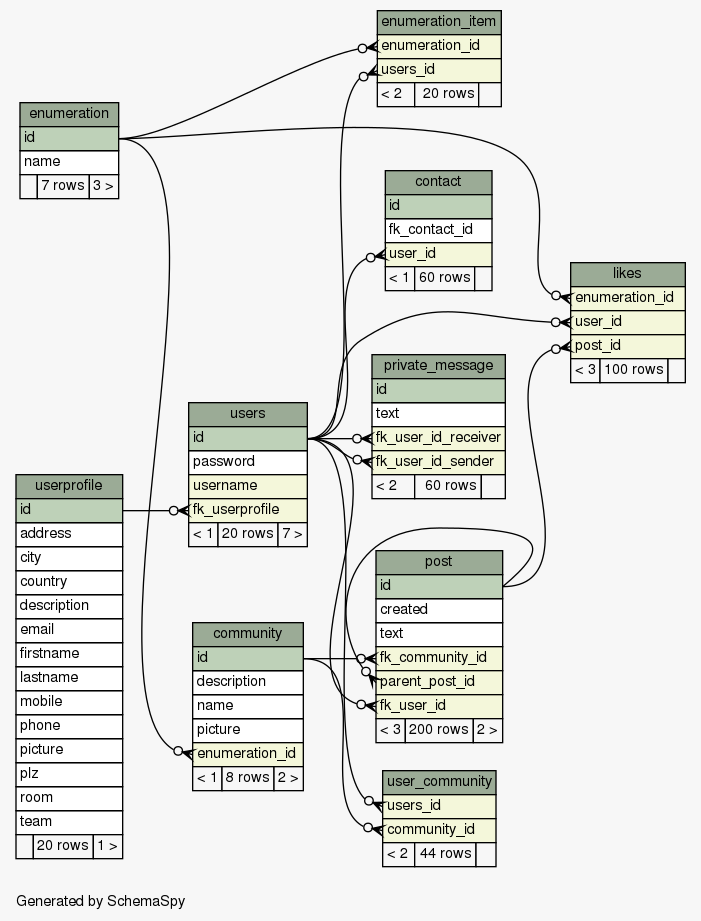 enumeration_item
enumeration_id
users_id
< 2 20 rows
enumeration
id
name
7 rows 3 >
contact
id
fk_contact_id
user_id
< 1 60 rows
likes
enumeration_id
user_id
post_id
< 3 100 rows
private_message
id
text
fk_user_id_receiver
fk_user_id_sender
< 2 60 rows
users
id
password
username
fk_userprofile
< 1 20 rows 7 >
userprofile
id
address
city
country
description
email
firstname
lastname
mobile
phone
picture
plz
room
team
20 rows 1 >
post
id
created
text
fk_community_id
parent_post_id
fk_user_id
< 3 200 rows 2 >
community
id
description
name
picture
enumeration_id
< 1 8 rows 2 >
user_community
users_id
community_id
< 2 44 rows
Generated by SchemaSpy